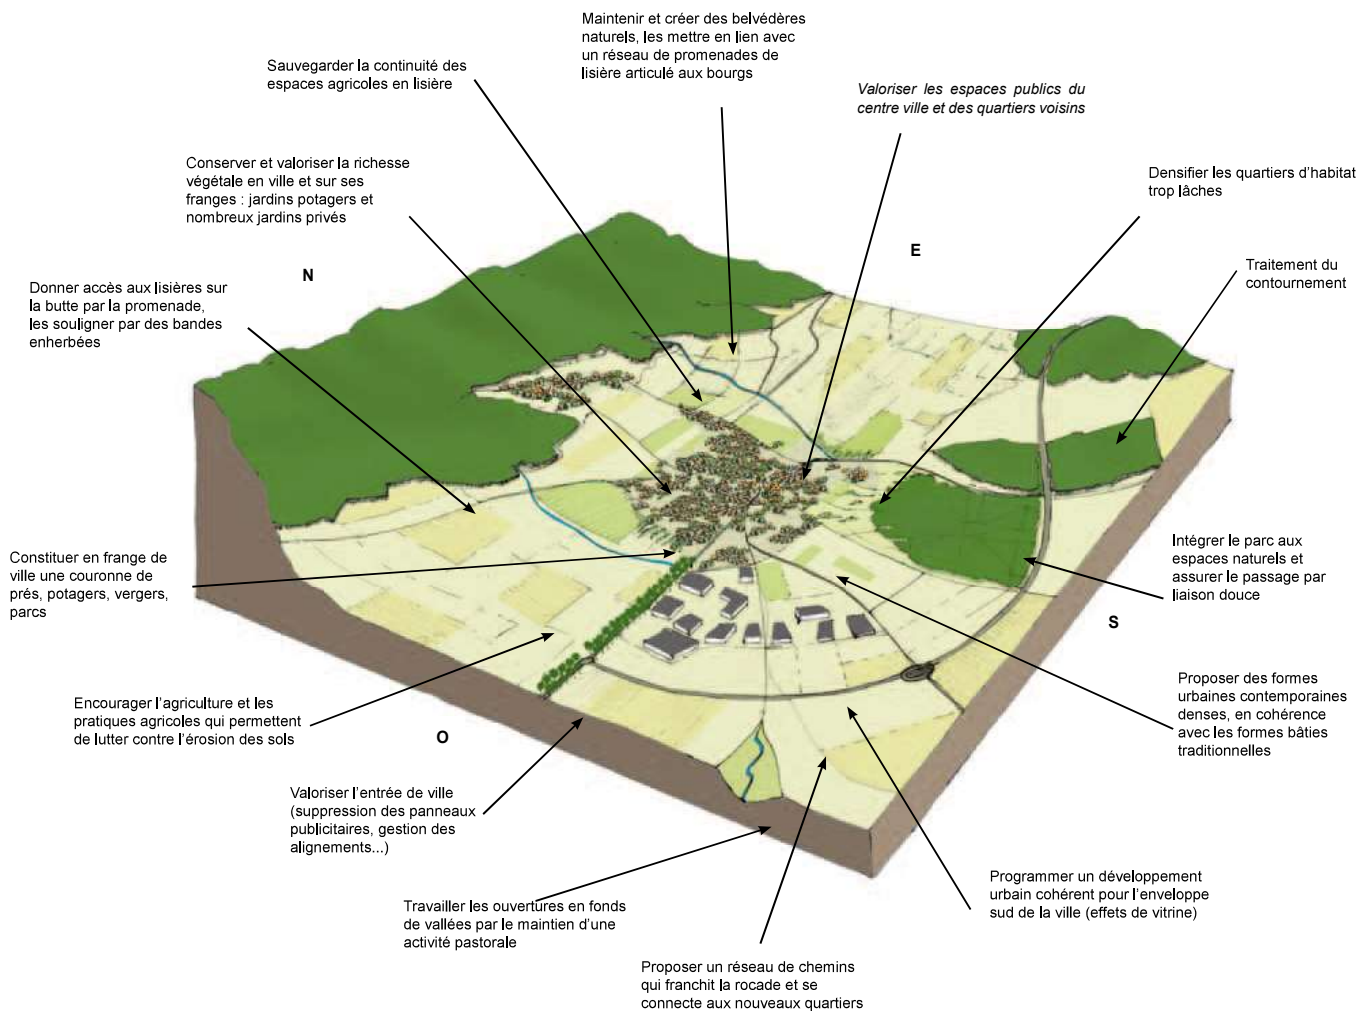 Maintenir et créer des belvédères
naturels, les mettre en lien avec
un réseau de promenades de
lisière articulé aux bourgs
Sauvegarder la continuité des
espaces agricoles en lisière
Valoriser les espaces publics du
centre ville et des quartiers voisins
Conserver et valoriser la richesse
végétale en ville et sur ses
franges : jardins potagers et
nombreux jardins privés
Densifier les quartiers d’habitat
trop lâches
N
E
Traitement du
contournement
Donner accès aux lisières sur
la butte par la promenade,
les souligner par des bandes
enherbées
Constituer en frange de
ville une couronne de
prés, potagers, vergers,
parcs
Intégrer le parc aux
espaces naturels et
assurer le passage par
liaison douce
S
Encourager l’agriculture et les
pratiques agricoles qui permettent
de lutter contre l’érosion des sols
O
Proposer des formes
urbaines contemporaines
denses, en cohérence
avec les formes bâties
traditionnelles
Valoriser l’entrée de ville
(suppression des panneaux
publicitaires, gestion des
alignements...)
Programmer un développement
urbain cohérent pour l’enveloppe
sud de la ville (effets de vitrine)
Travailler les ouvertures en fonds
de vallées par le maintien d’une
activité pastorale
Proposer un réseau de chemins
qui franchit la rocade et se
connecte aux nouveaux quartiers